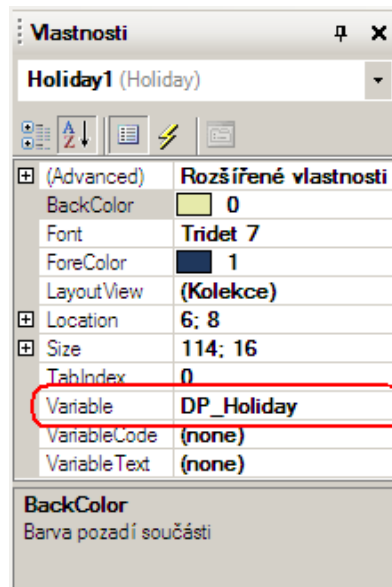 Vlastnosti
Holiday1 (Holiday)
(Advanced) Rozšířené vlastnosti
BackColor 0
Font Tridet 7
ForeColor 1
LayoutView (Kolekce)
Location 6; 8
Size 114; 16
TabIndex 0
Variable DP_Holiday
VariableCode (none)
VariableText (none)
BackColor
Barva pozadí součásti